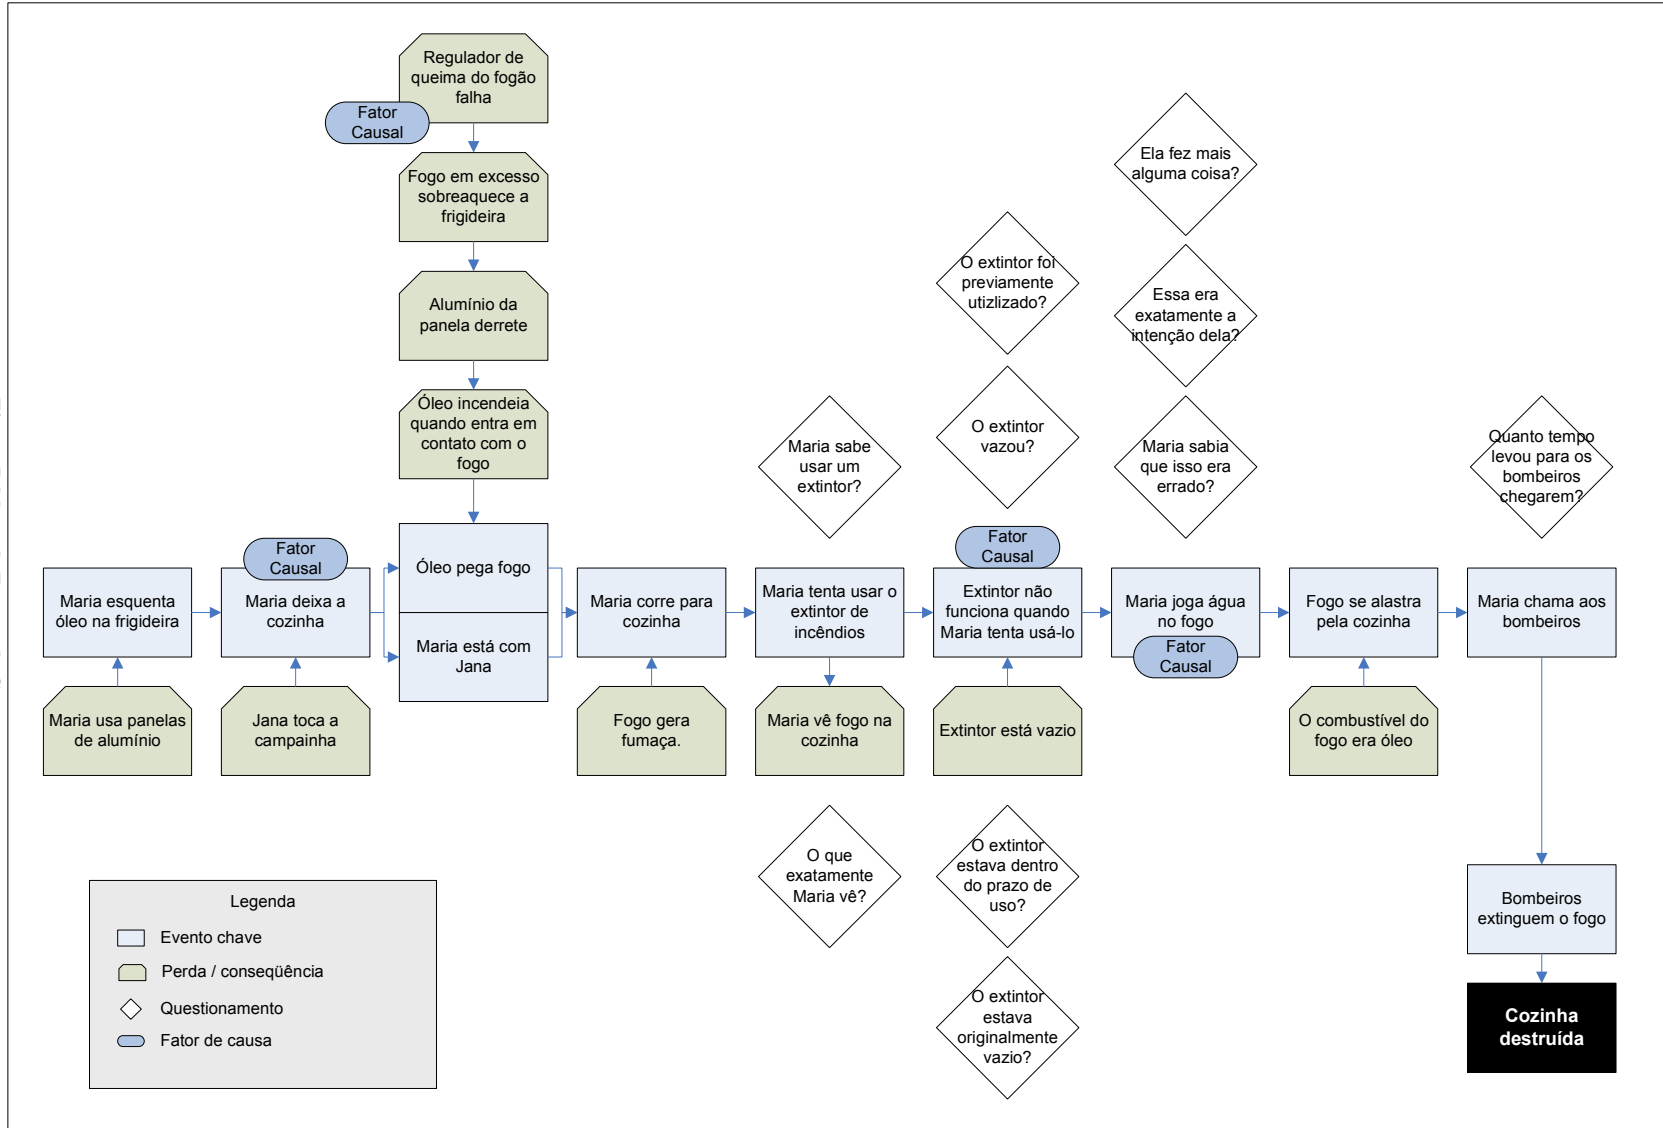 Regulador de
queima do fogão
falha
Fator
Causal
Fogo em excesso
sobreaquece a
frigideira
Alumínio da
panela derrete
Óleo incendeia
quando entra em
contato com o
fogo
Ela fez mais
alguma coisa?
O extintor foi
previamente
utizlizado?
Essa era
exatamente a
intenção dela?
Maria sabe
usar um
extintor?
O extintor
vazou?
Maria sabia
que isso era
errado?
Quanto tempo
levou para os
bombeiros
chegarem?
Maria esquenta
óleo na frigideira
Fator
Causal
Maria deixa a
cozinha
Óleo pega fogo
Maria está com
Jana
Maria corre para
cozinha
Maria tenta usar o
extintor de
incêndios
Fator
Causal
Extintor não
funciona quando
Maria tenta usá-lo
Maria joga água
no fogo
Fator
Causal
Fogo se alastra
pela cozinha
Maria chama aos
bombeiros
Maria usa panelas
de alumínio
Jana toca a
campainha
Fogo gera
fumaça.
Maria vê fogo na
cozinha
Extintor está vazio
O combustível do
fogo era óleo
O que
exatamente
Maria vê?
O extintor
estava dentro
do prazo de
uso?
O extintor
estava
originalmente
vazio?
Bombeiros
extinguem o fogo
Cozinha
destruída
Legenda
Evento chave
Perda / conseqüência
Questionamento
Fator de causa